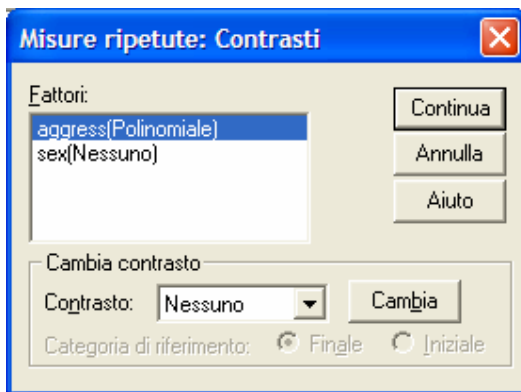 Misure ripetute: Contrasti
Fattori:
aggress(Polinomiale)
sex(Nessuno)
Continua
Annulla
Aiuto
Cambia contrasto
Contrasto: Nessuno Cambia
Categoria di riferimento: Finale Iniziale